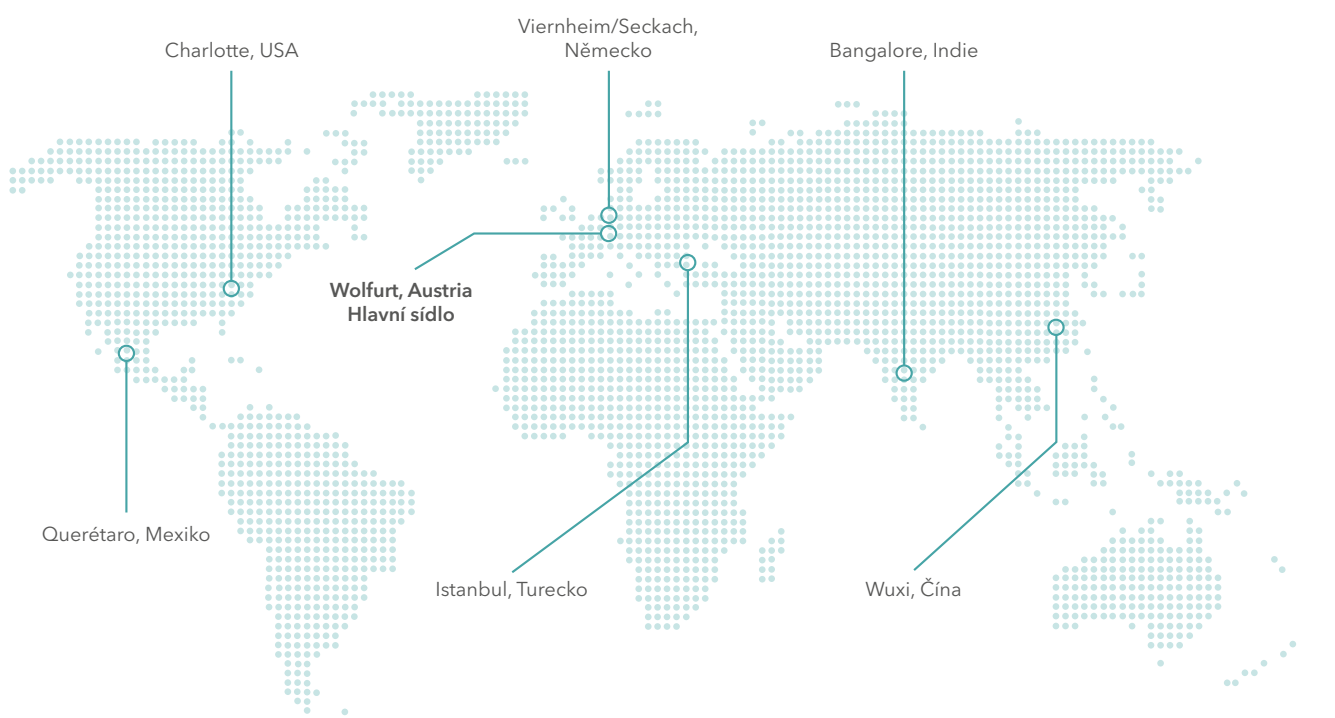 Viernheim/Seckach,
Německo
Charlotte, USA
Bangalore, Indie
Wolfurt, Austria
Hlavní sídlo
Querétaro, Mexiko
Istanbul, Turecko
Wuxi, Čína